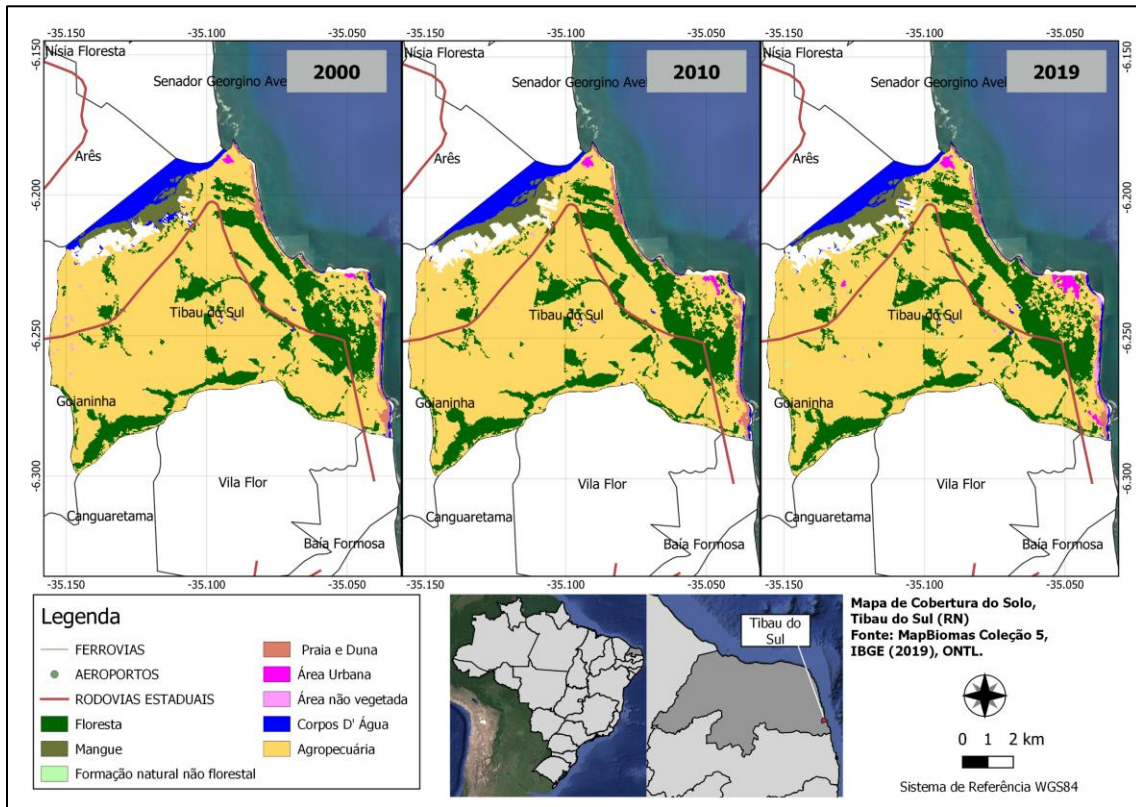 -35.150 -35.100 -35.050 -35.150 -35.100 -35.050 -35.150 -35.100 -35.050
-6.150
-6.200
-6.250
-6.300
Nísia Floresta
2000
Senador Georgino Avel
Arês
Tibau do Sul
Goianinha
Vila Flor
Canguaretama
Baía Formosa
Nísia Floresta
2010
Senador Georgino Avel
Arês
Tibau do Sul
Goianinha
Vila Flor
Canguaretama
Baía Formosa
Nísia Floresta
2019
Senador Georgino Avel
Arês
Tibau do Sul
Goianinha
Vila Flor
Canguaretama
Baía Formosa
-6.150
-6.200
-6.250
-6.300
-35.150 -35.100 -35.050 -35.150 -35.100 -35.050 -35.150 -35.100 -35.050
Legenda
FERROVIAS
AEROPORTOS
RODOVIAS ESTADUAIS
Floresta
Mangue
Formação natural não florestal
Praia e Duna
Área Urbana
Área não vegetada
Corpos D' Água
Agropecuária
Tibau do
Sul
Mapa de Cobertura do Solo,
Tibau do Sul (RN)
Fonte: MapBiomas Coleção 5,
IBGE (2019), ONTL.
0 1 2 km
Sistema de Referência WGS84